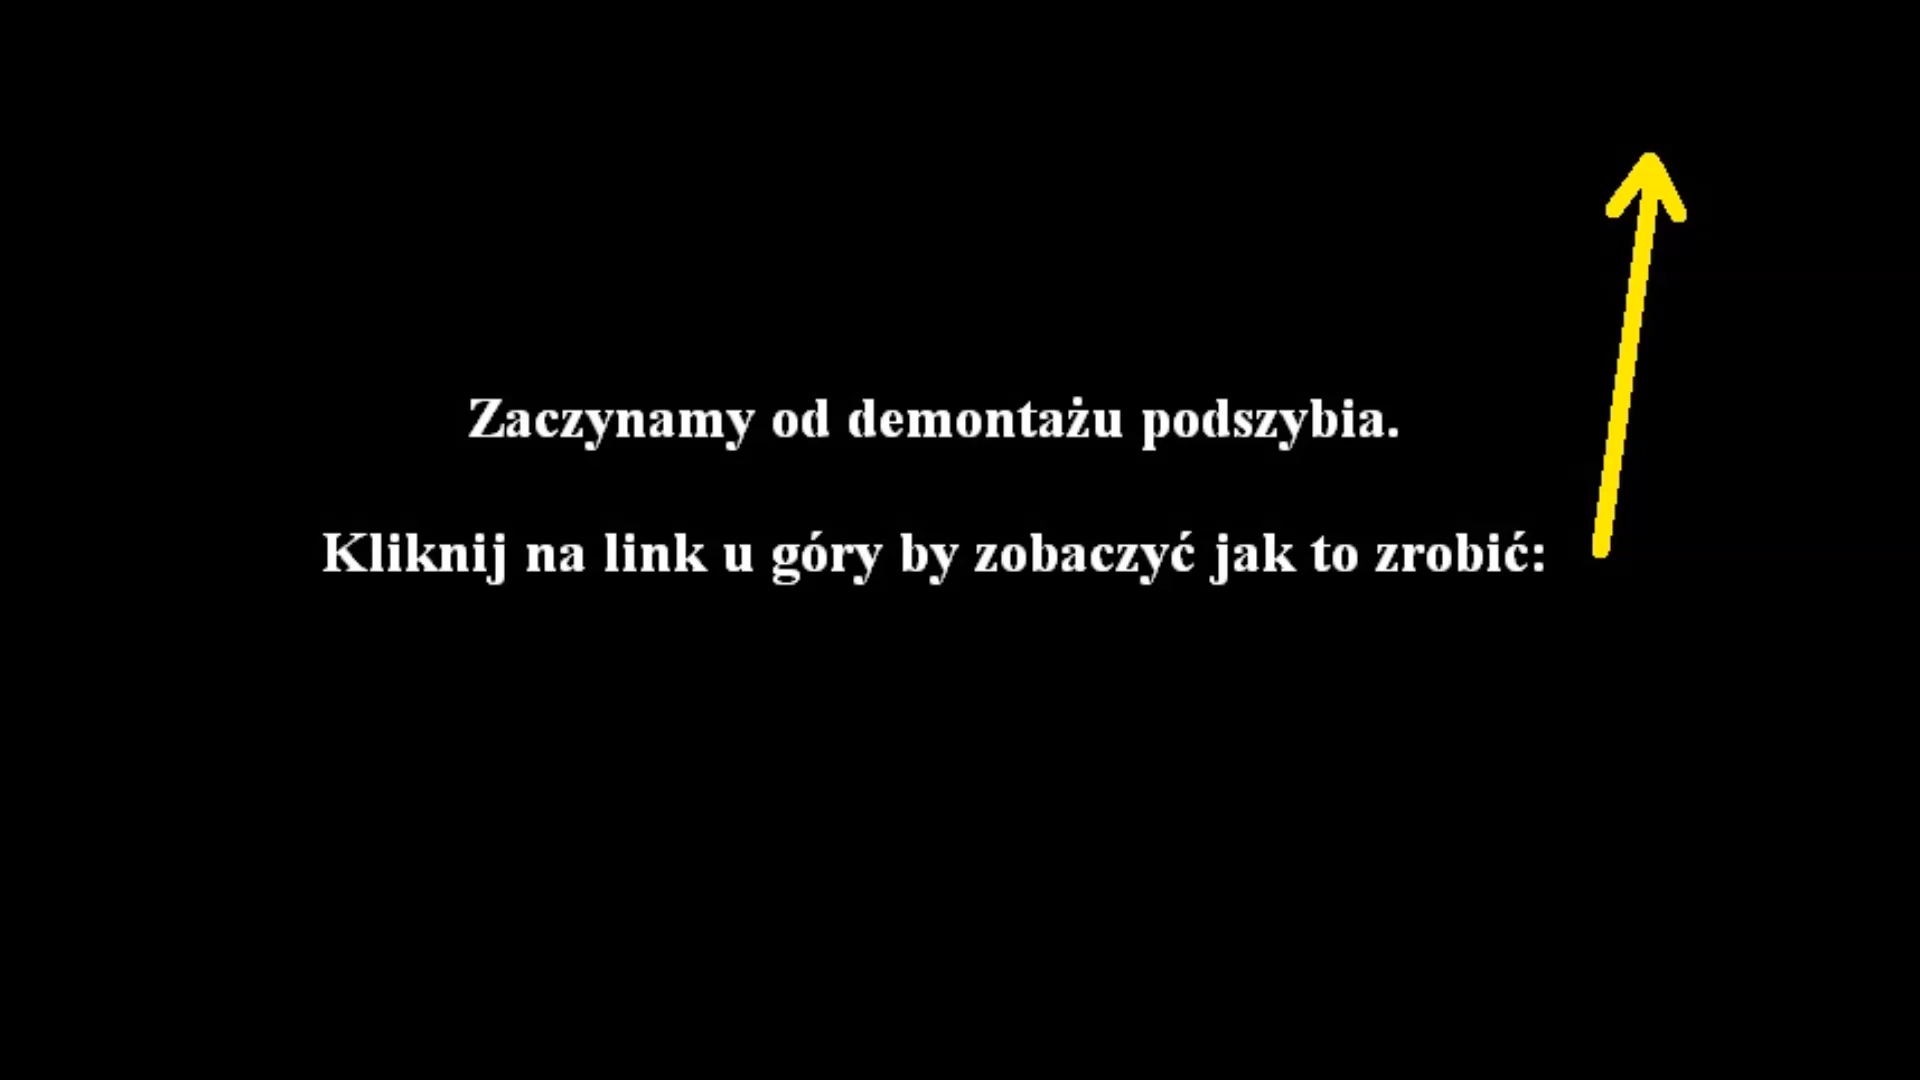 Zaczynamy od demontażu podszybia.
Kliknij na link u góry by zobaczyć jak to zrobić: